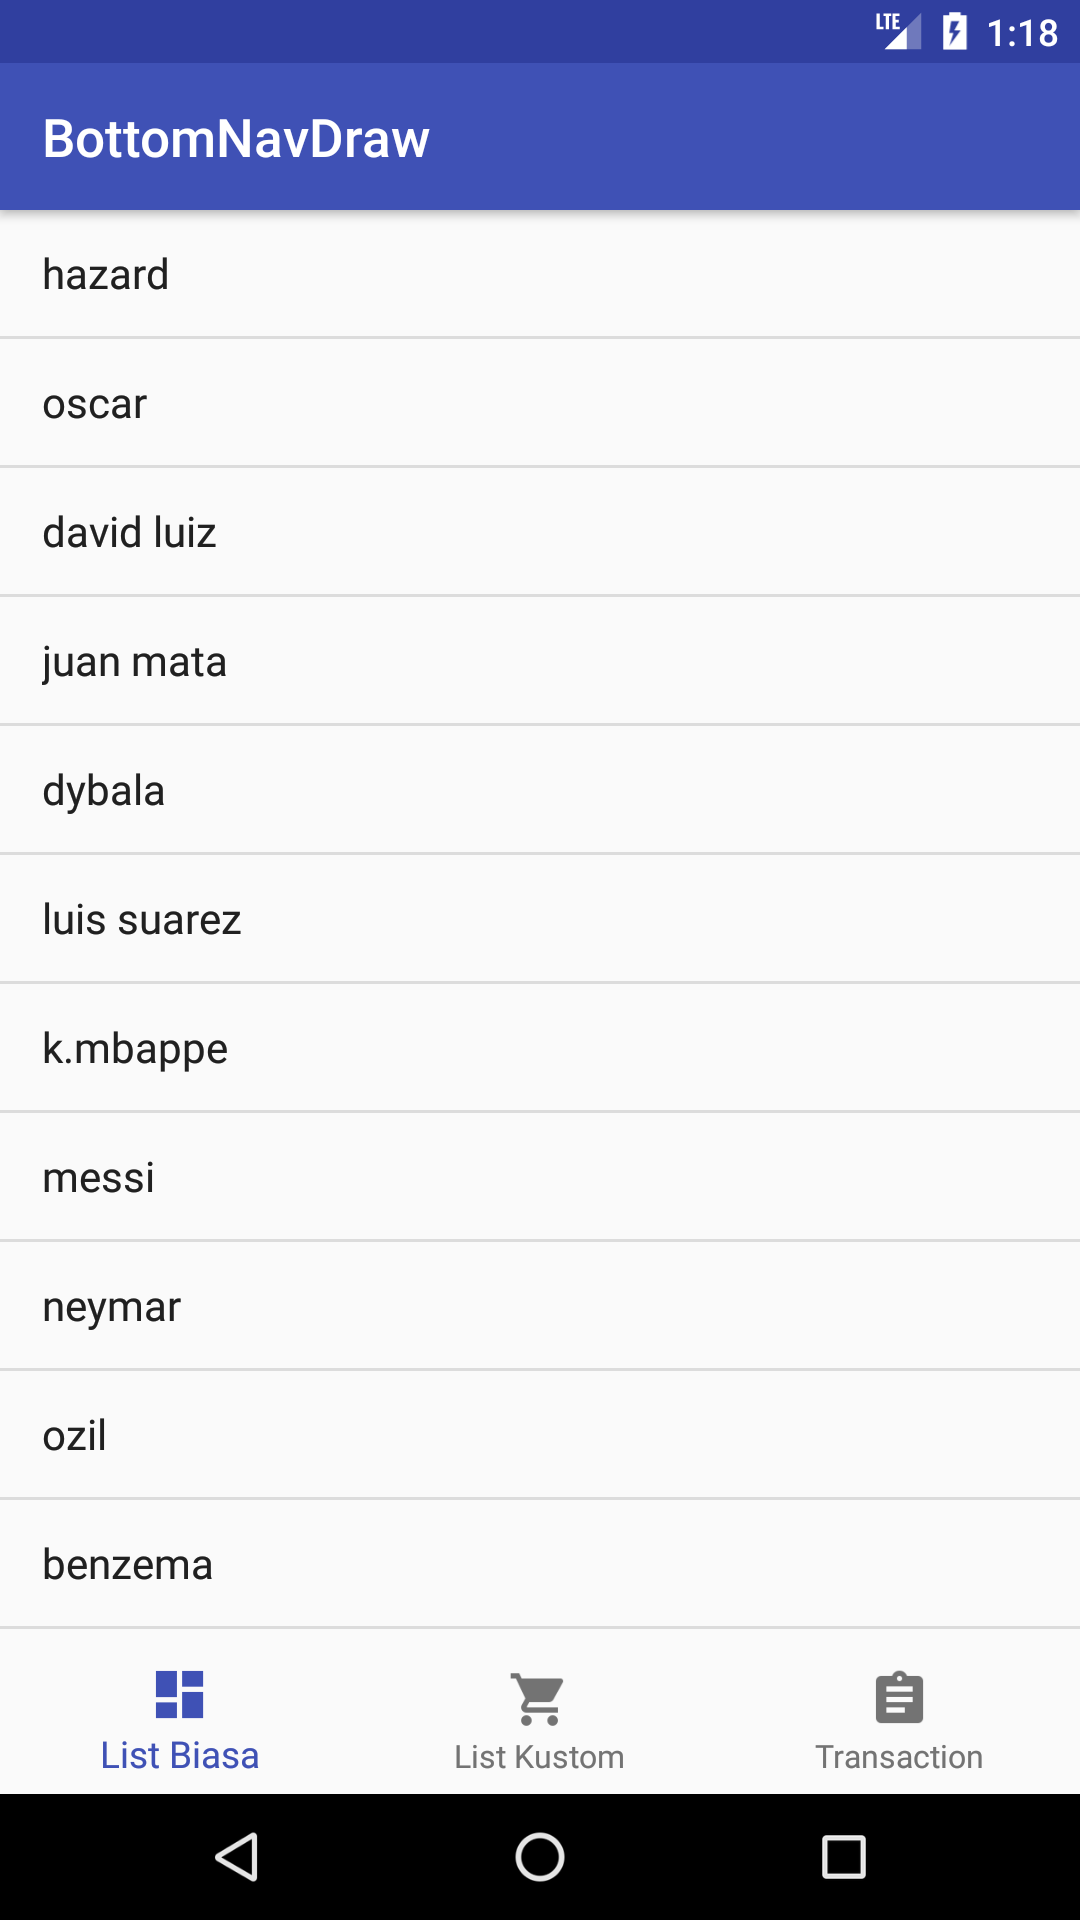 LTE 1:18
BottomNavDraw
hazard
oscar
david luiz
juan mata
dybala
luis suarez
k.mbappe
messi
neymar
ozil
benzema
List Biasa List Kustom Transaction